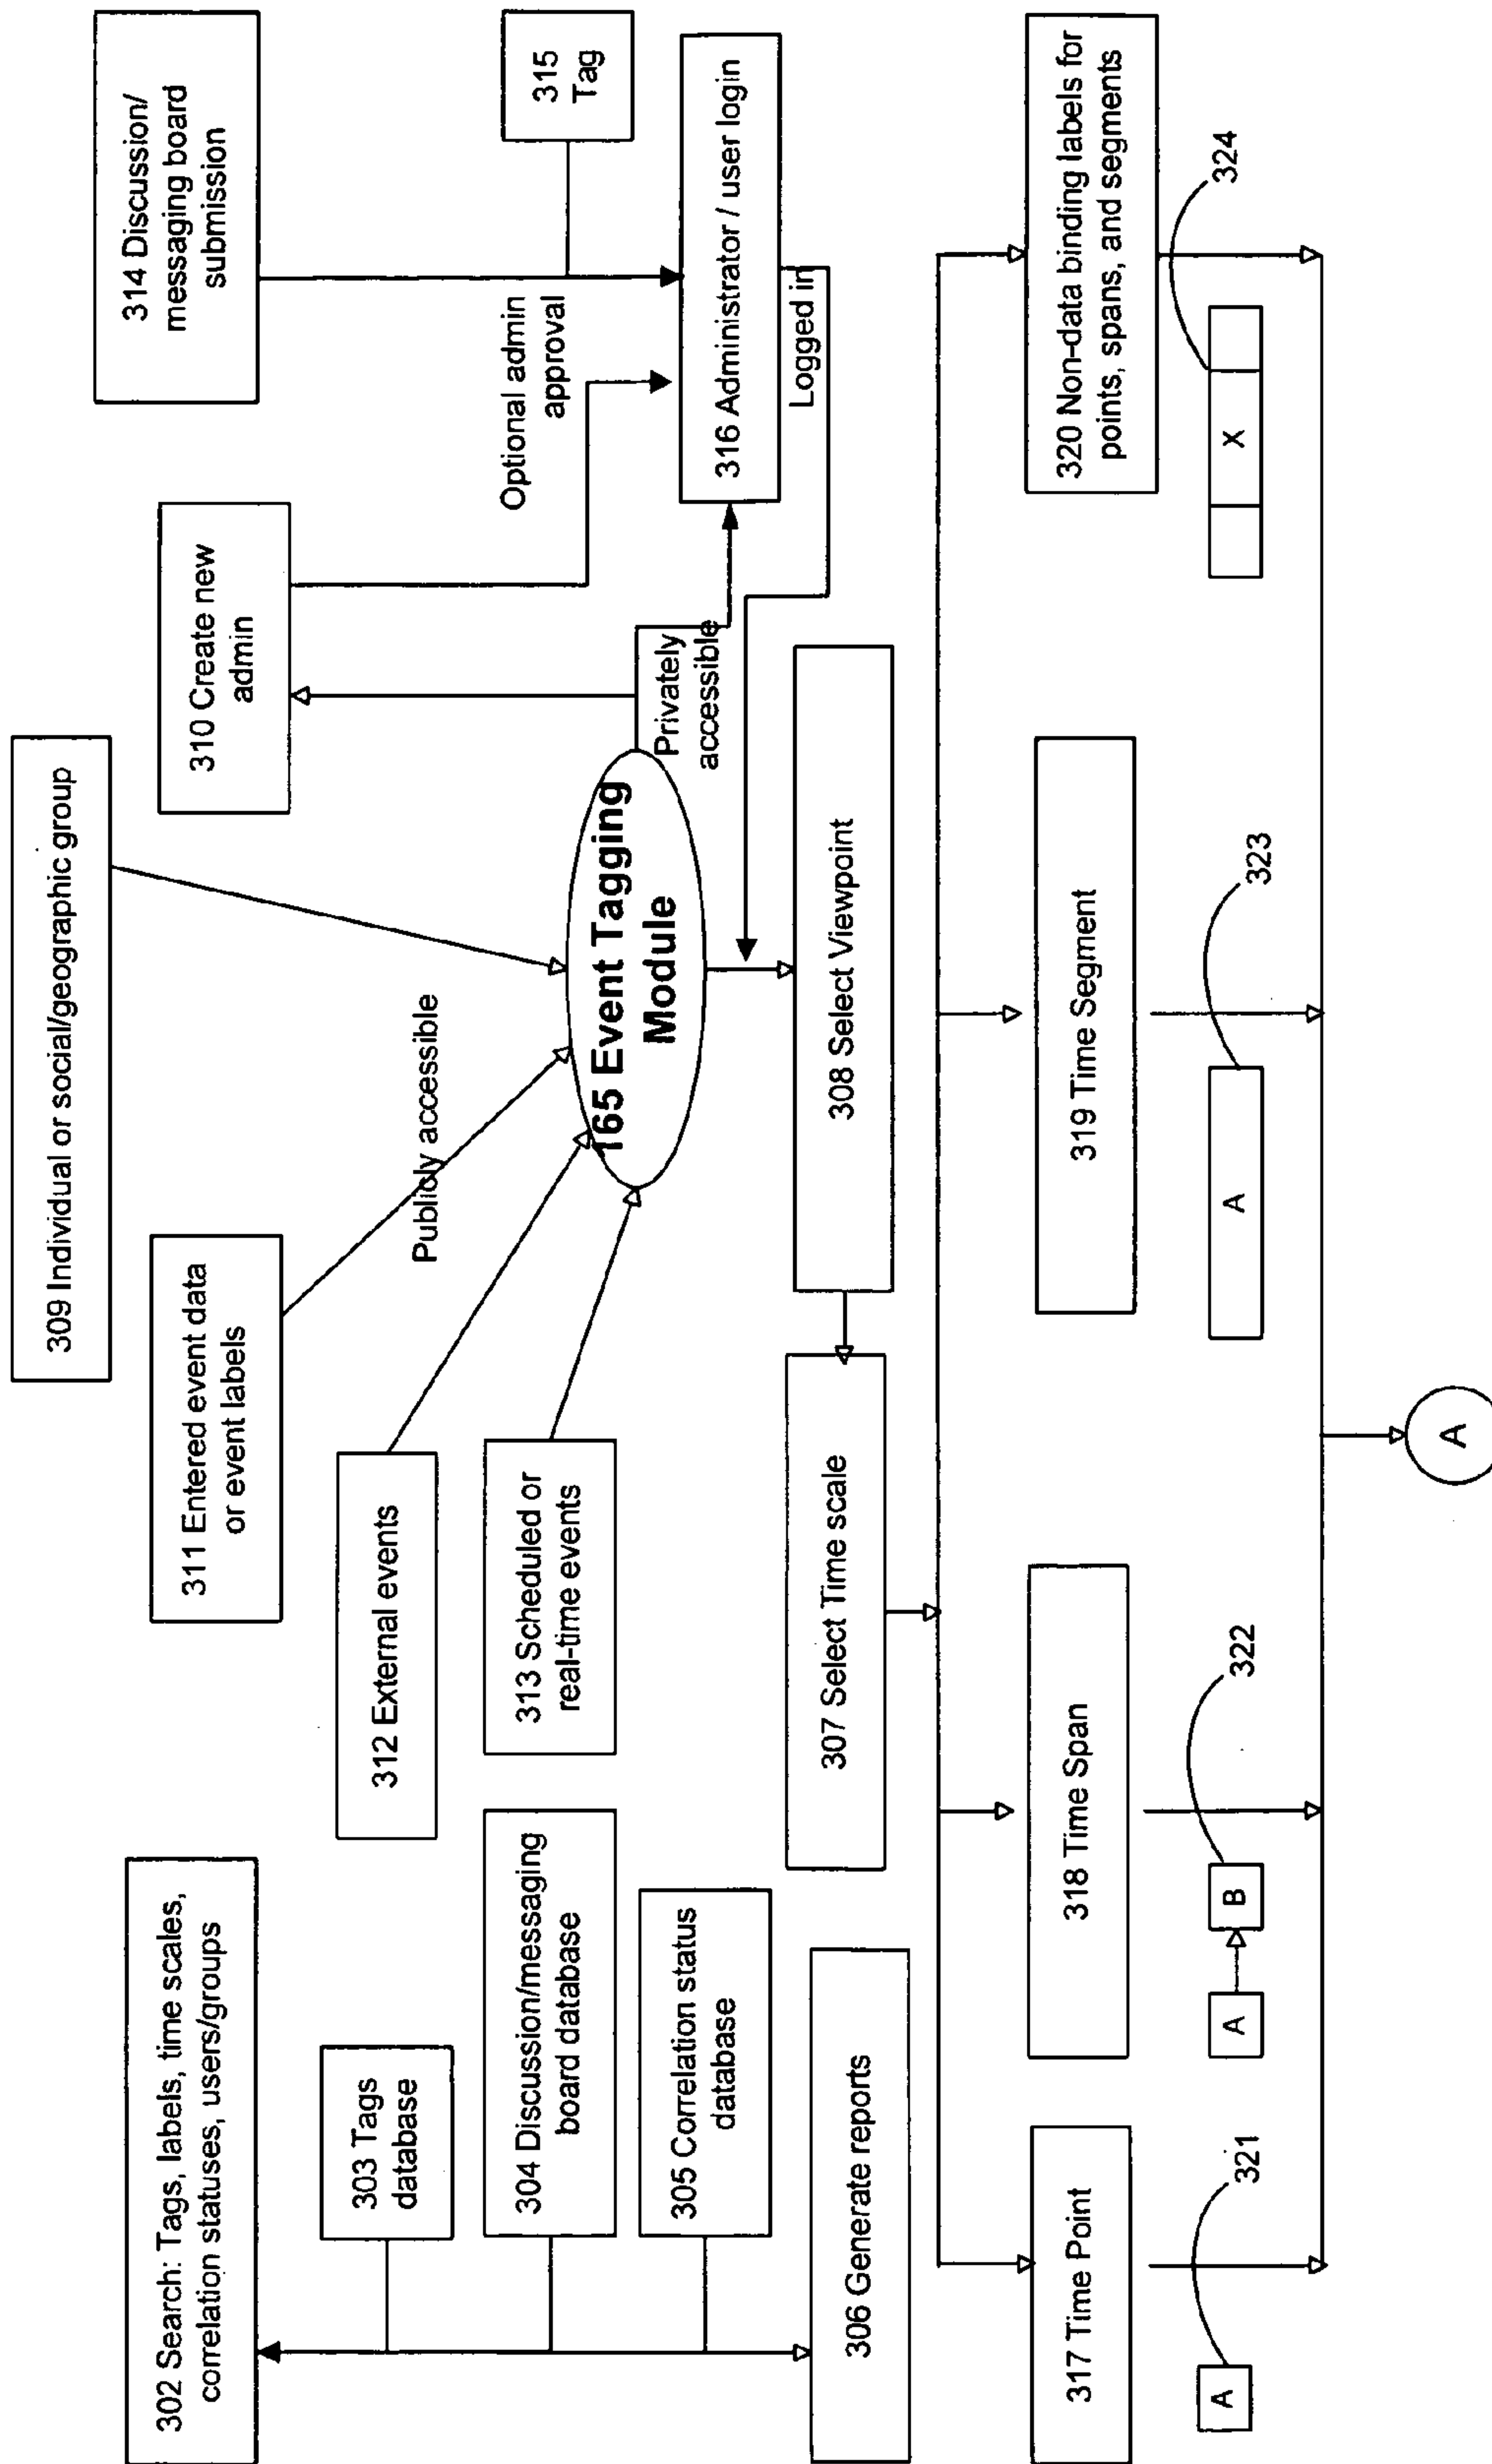 302 Search: Tags, labels, time scales,
correlation statuses, users/groups
303 Tags
database
304 Discussion/messaging
board database
305 Correlation status
database
306 Generate reports
309 Individual or social/geographic group
311 Entered event data
or event labels
312 External events
313 Scheduled or
real-time events
Publicly accessible
165 Event Tagging
Module
310 Create new
admin
Privately
accessible
314 Discussion/
messaging board
submission
315
Tag
Optional admin
approval
316 Administrator / user login
Logged in
308 Select Viewpoint
307 Select Time scale
317 Time Point
318 Time Span
319 Time Segment
320 Non-data binding labels for
points, spans, and segments
A
321
A
B
322
A
323
X
324
A